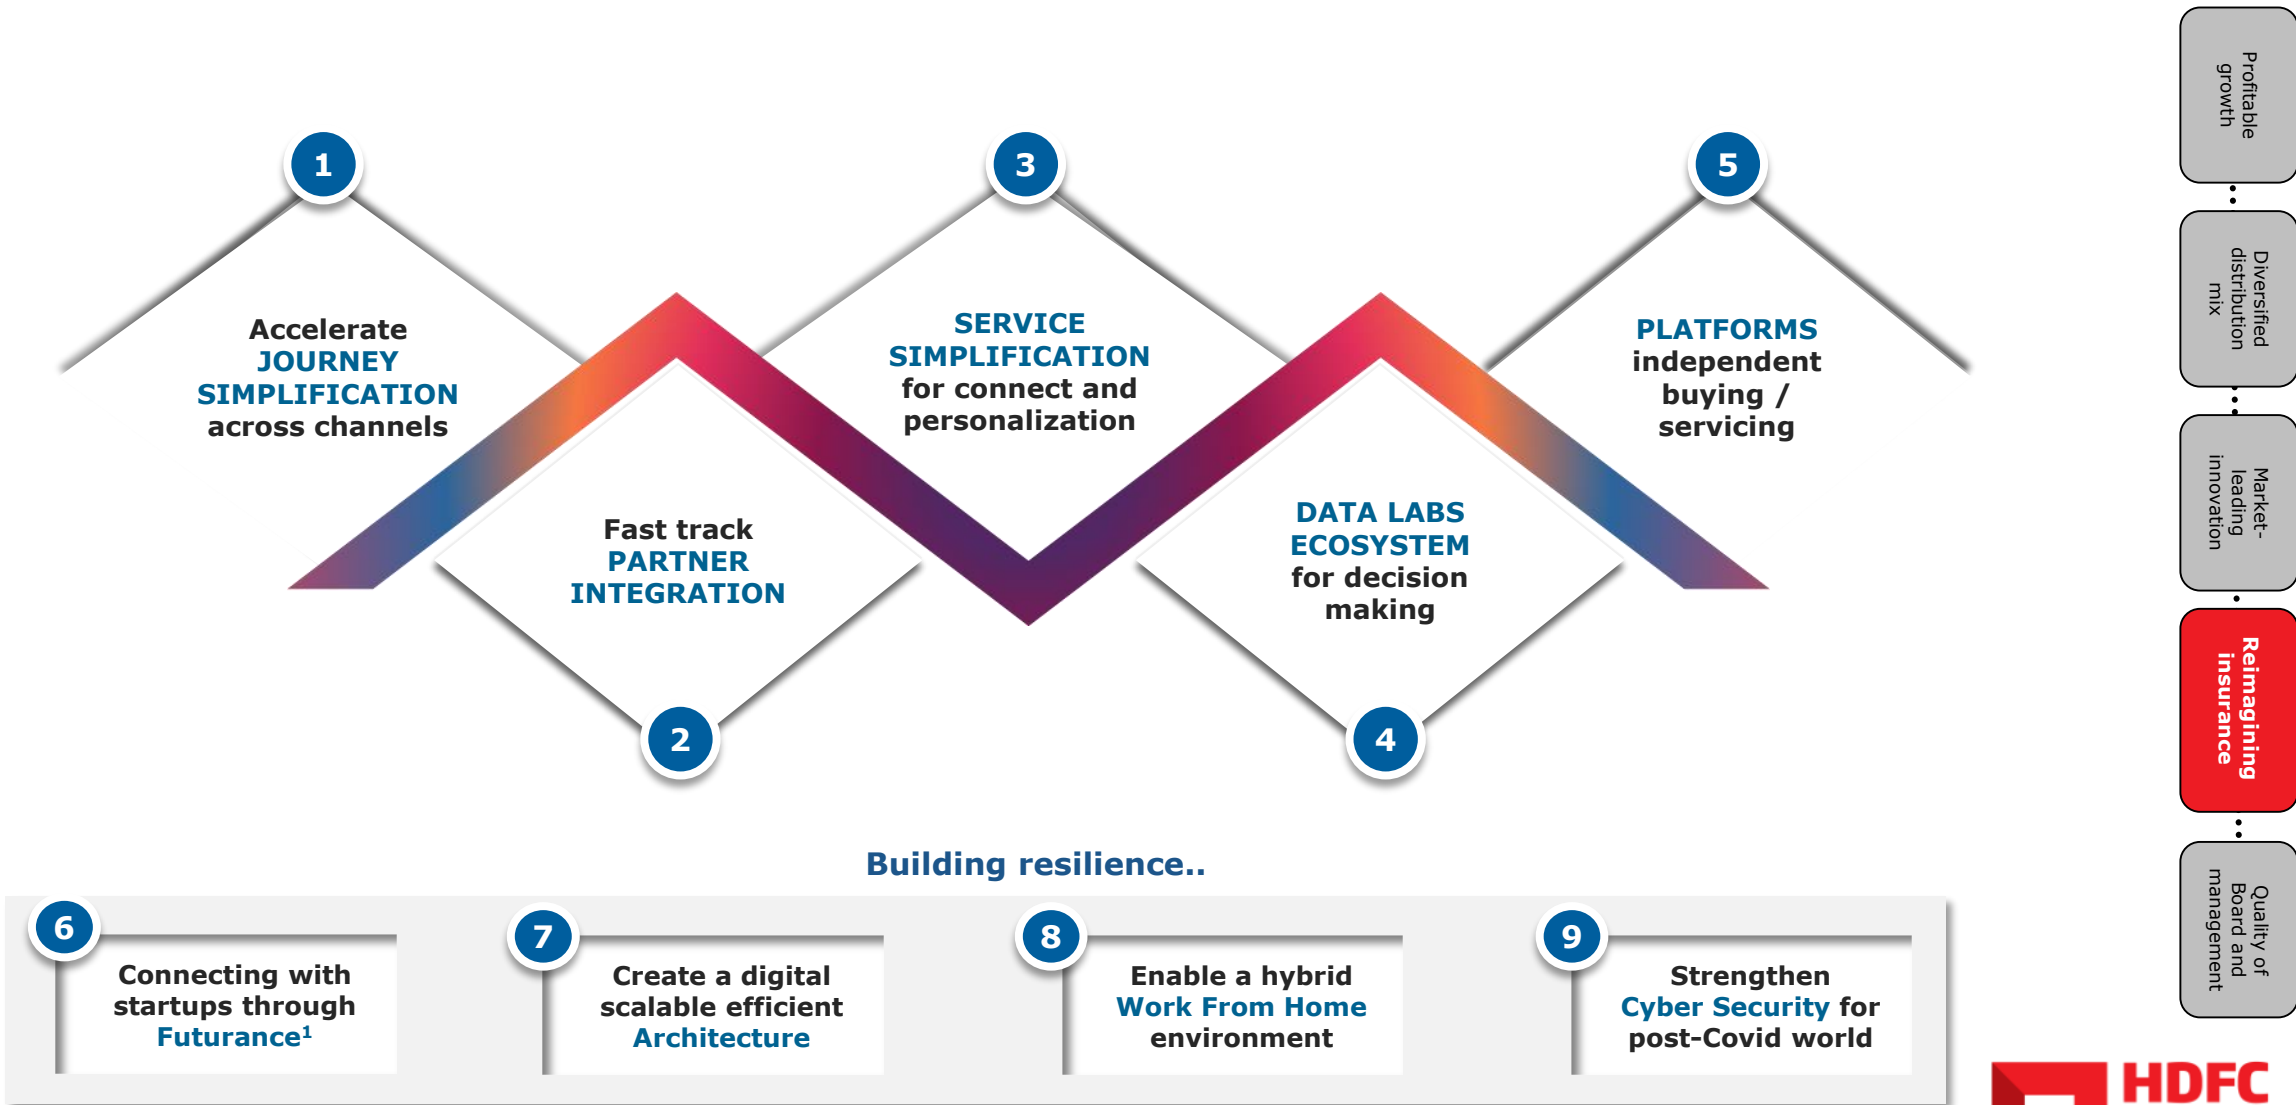 1
Accelerate
JOURNEY
SIMPLIFICATION
across channels
2
Fast track
PARTNER
INTEGRATION
3
SERVICE
SIMPLIFICATION
for connect and
personalization
4
DATA LABS
ECOSYSTEM
for decision
making
5
PLATFORMS
independent
buying /
servicing
Building resilience..
6
Connecting with
startups through
Futurance¹
7
Create a digital
scalable efficient
Architecture
8
Enable a hybrid
Work From Home
environment
9
Strengthen
Cyber Security for
post-Covid world
Profitable
growth
Diversified
distribution
mix
Market-
leading
innovation
Reimagining
insurance
Quality of
Board and
management
HDFC